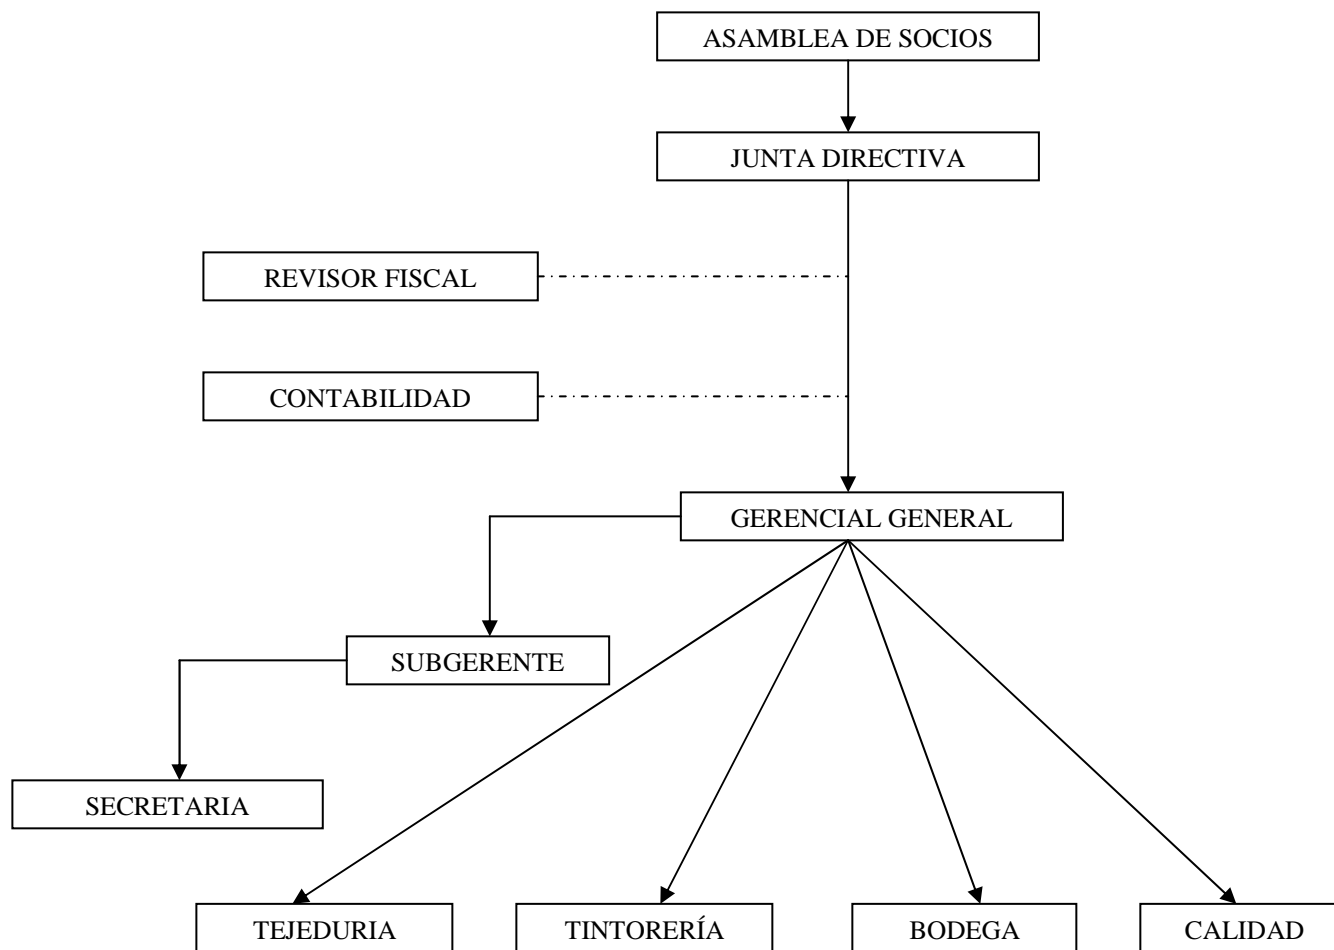 ASAMBLEA DE SOCIOS
JUNTA DIRECTIVA
REVISOR FISCAL
CONTABILIDAD
GERENCIAL GENERAL
SUBGERENTE
SECRETARIA
TEJEDURIA
TINTORERÍA
BODEGA
CALIDAD